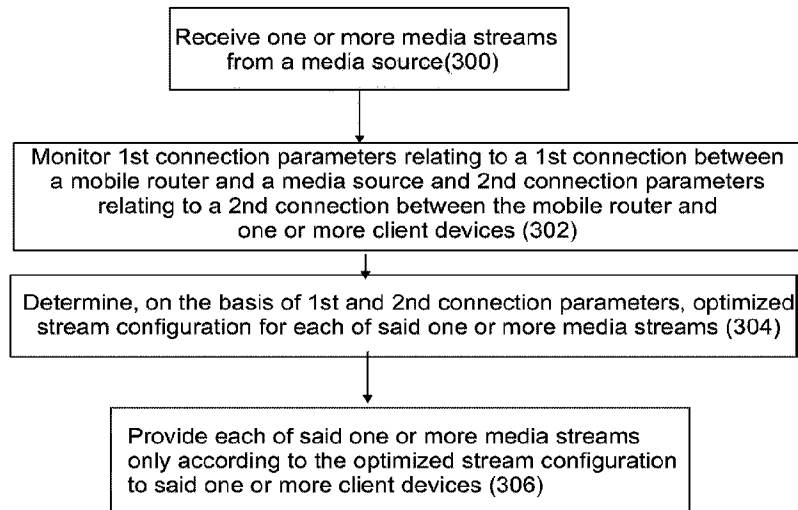 Receive one or more media streams
from a media source(300)
Monitor 1st connection parameters relating to a 1st connection between
a mobile router and a media source and 2nd connection parameters
relating to a 2nd connection between the mobile router and
one or more client devices (302)
Determine, on the basis of 1st and 2nd connection parameters, optimized
stream configuration for each of said one or more media streams (304)
Provide each of said one or more media streams
only according to the optimized stream configuration
to said one or more client devices (306)